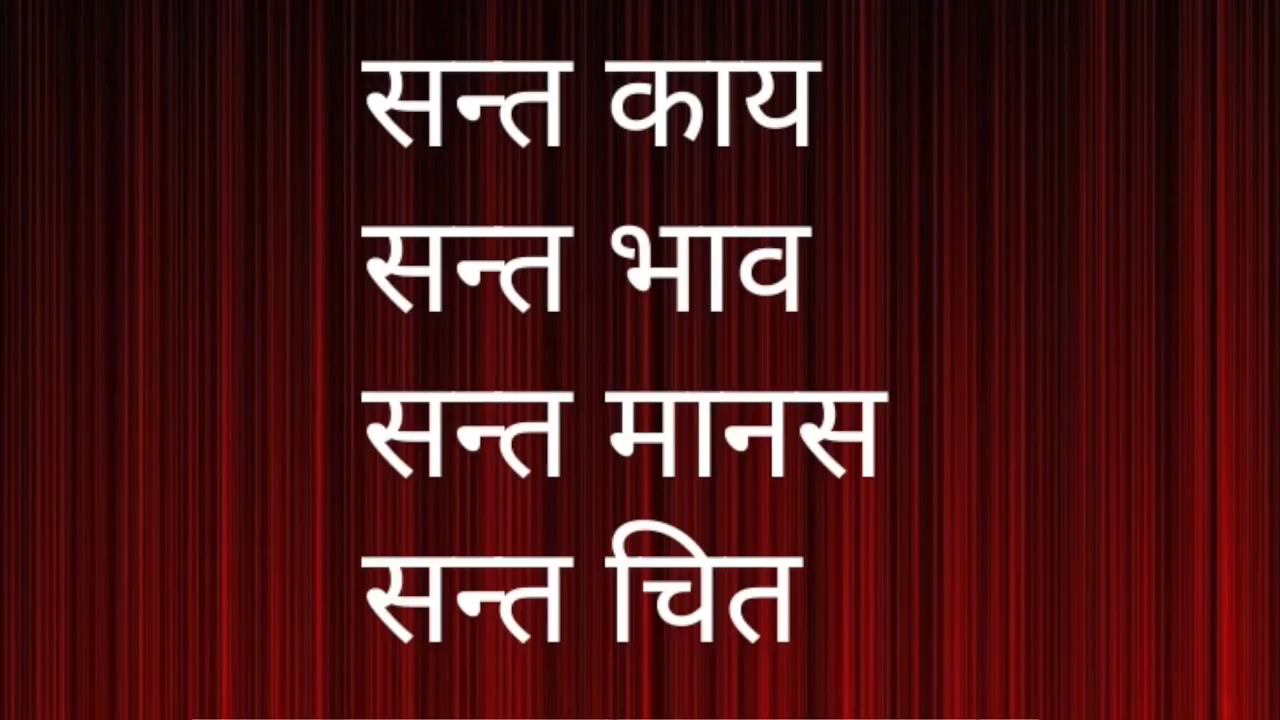 सन्त काय
सन्त भाव
सन्त मानस
सन्त चित